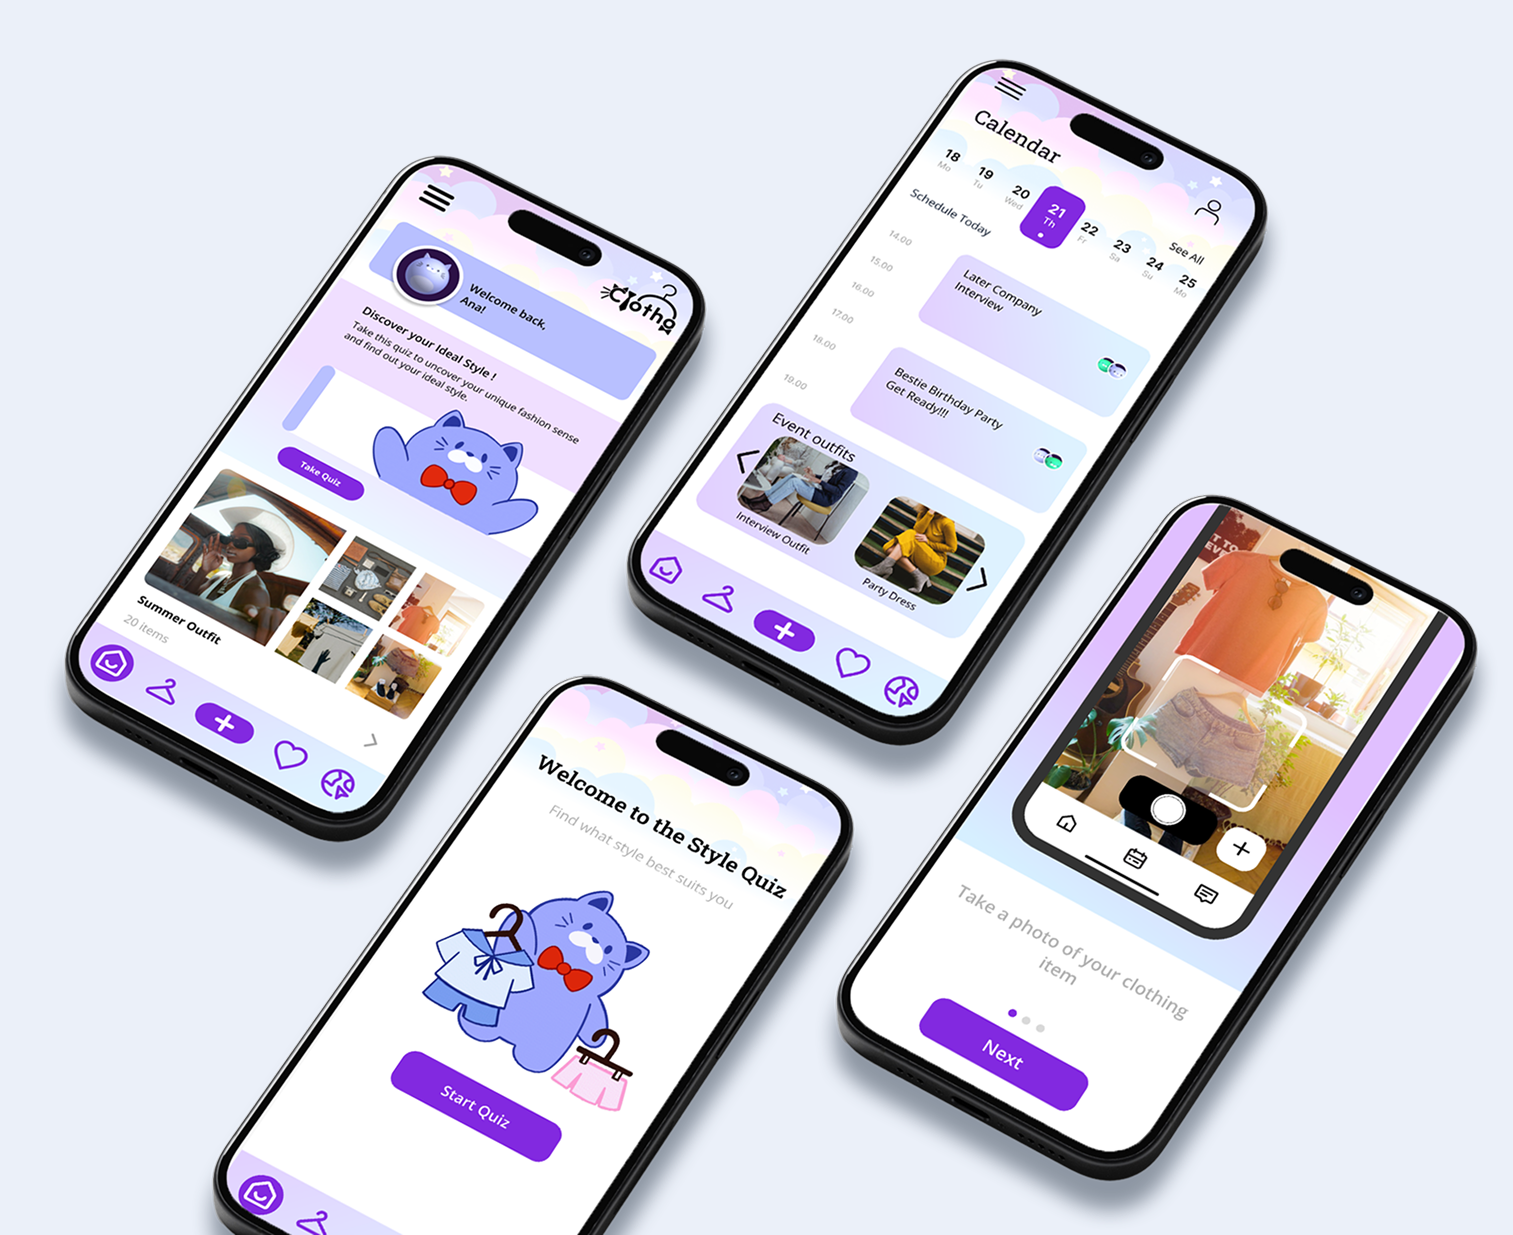 Clotho
Welcome back,
Ana!
Discover your Ideal Style !
Take this quiz to uncover your unique fashion sense
and find out your ideal style.
Take Quiz
Summer Outfit
20 items
Calendar
18
Mo
19
Tu
20
Wed
21
Th
22
Fr
23
Sa
24
Su
25
Mo
Schedule Today
See All
14.00
15.00
16.00
17.00
18.00
19.00
Later Company
Interview
Bestie Birthday Party
Get Ready!!!
Event outfits
Interview Outfit
Party Dress
Welcome to the Style Quiz
Find what style best suits you
Start Quiz
Take a photo of your clothing
item
Next